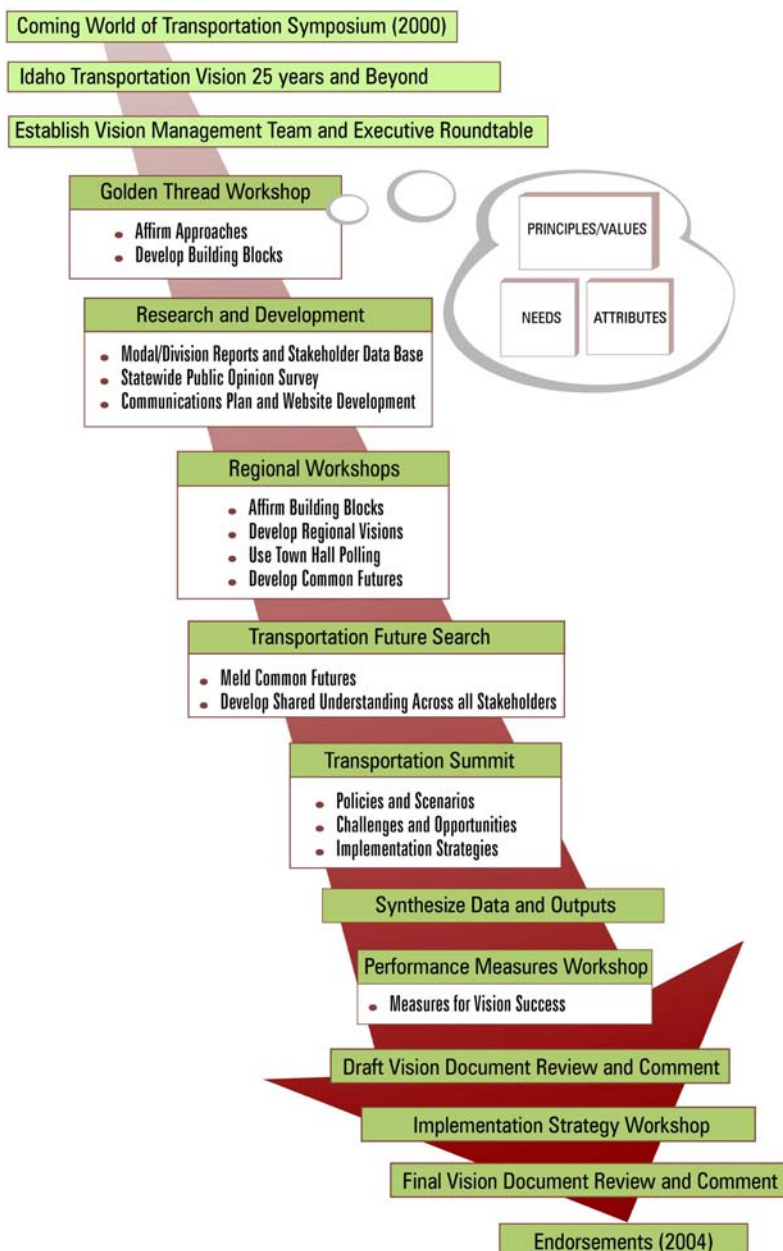 Coming World of Transportation Symposium (2000)
Idaho Transportation Vision 25 years and Beyond
Establish Vision Management Team and Executive Roundtable
Golden Thread Workshop
• Affirm Approaches
• Develop Building Blocks
PRINCIPLES/VALUES
NEEDS
ATTRIBUTES
Research and Development
• Modal/Division Reports and Stakeholder Data Base
• Statewide Public Opinion Survey
• Communications Plan and Website Development
Regional Workshops
• Affirm Building Blocks
• Develop Regional Visions
• Use Town Hall Polling
• Develop Common Futures
Transportation Future Search
• Meld Common Futures
• Develop Shared Understanding Across all Stakeholders
Transportation Summit
• Policies and Scenarios
• Challenges and Opportunities
• Implementation Strategies
Synthesize Data and Outputs
Performance Measures Workshop
• Measures for Vision Success
Draft Vision Document Review and Comment
Implementation Strategy Workshop
Final Vision Document Review and Comment
Endorsements (2004)